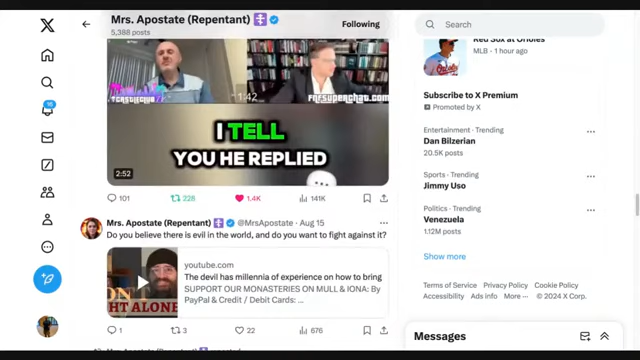 Mrs. Apostate (Repentant)
5,388 posts
Following
1:42
fnfsuperchat.com
I TELL
YOU HE REPLIED
2:52
101
228
1.4K
141K
Mrs. Apostate (Repentant) @MrsApostate · Aug 15
Do you believe there is evil in the world, and do you want to fight against it?
youtube.com
The devil has millennia of experience on how to bring
SUPPORT OUR MONASTERIES ON MULL & IONA: By
PayPal & Credit / Debit Cards: ...
ON
HT ALONE
1
3
22
676
Search
Red Sox at Orioles
MLB · 1 hour ago
Subscribe to X Premium
Promoted by X
Entertainment · Trending
Dan Bilzerian
20.5K posts
Sports · Trending
Jimmy Uso
Politics · Trending
Venezuela
1.12M posts
Show more
Terms of Service Privacy Policy Cookie Policy
Accessibility Ads info More ... © 2024 X Corp.
Messages